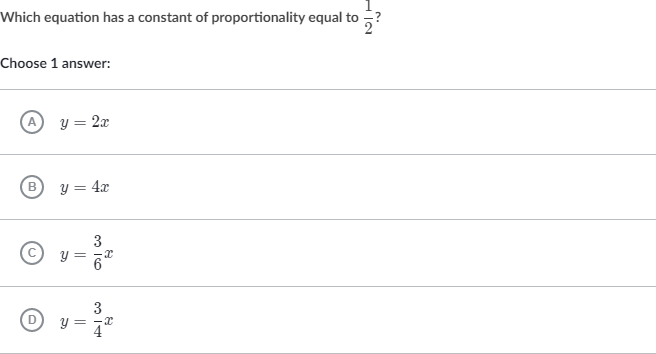 Which equation has a constant of proportionality equal to 1/2?
Choose 1 answer:
A y = 2x
B y = 4x
C y = 3/6 x
D y = 3/4 x